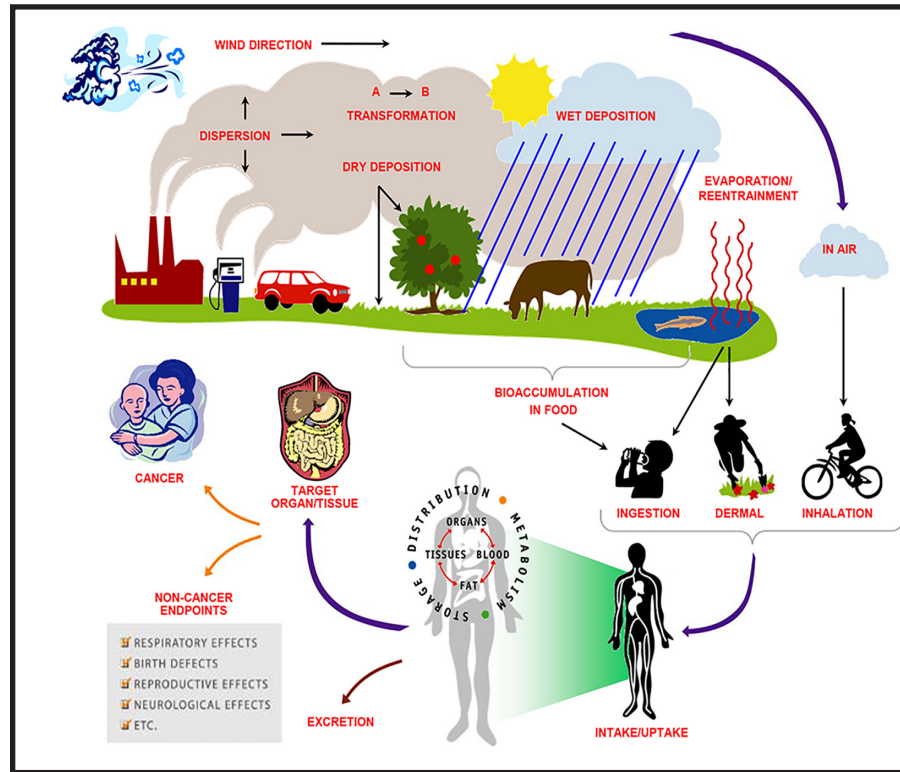 WIND DIRECTION
A B
TRANSFORMATION
DISPERSION
WET DEPOSITION
DRY DEPOSITION
EVAPORATION/
REENTRAINMENT
IN AIR
BIOACCUMULATION
IN FOOD
INGESTION
DERMAL
INHALATION
CANCER
TARGET
ORGAN/TISSUE
DISTRIBUTION
METABOLISM
STORAGE
ORGANS
TISSUES
BLOOD
FAT
NON-CANCER
ENDPOINTS
RESPIRATORY EFFECTS
BIRTH DEFECTS
REPRODUCTIVE EFFECTS
NEUROLOGICAL EFFECTS
ETC.
EXCRETION
INTAKE/UPTAKE